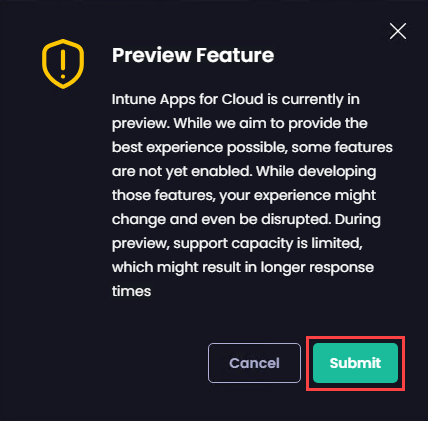 Preview Feature
Intune Apps for Cloud is currently in
preview. While we aim to provide the
best experience possible, some features
are not yet enabled. While developing
those features, your experience might
change and even be disrupted. During
preview, support capacity is limited,
which might result in longer response
times
Cancel
Submit